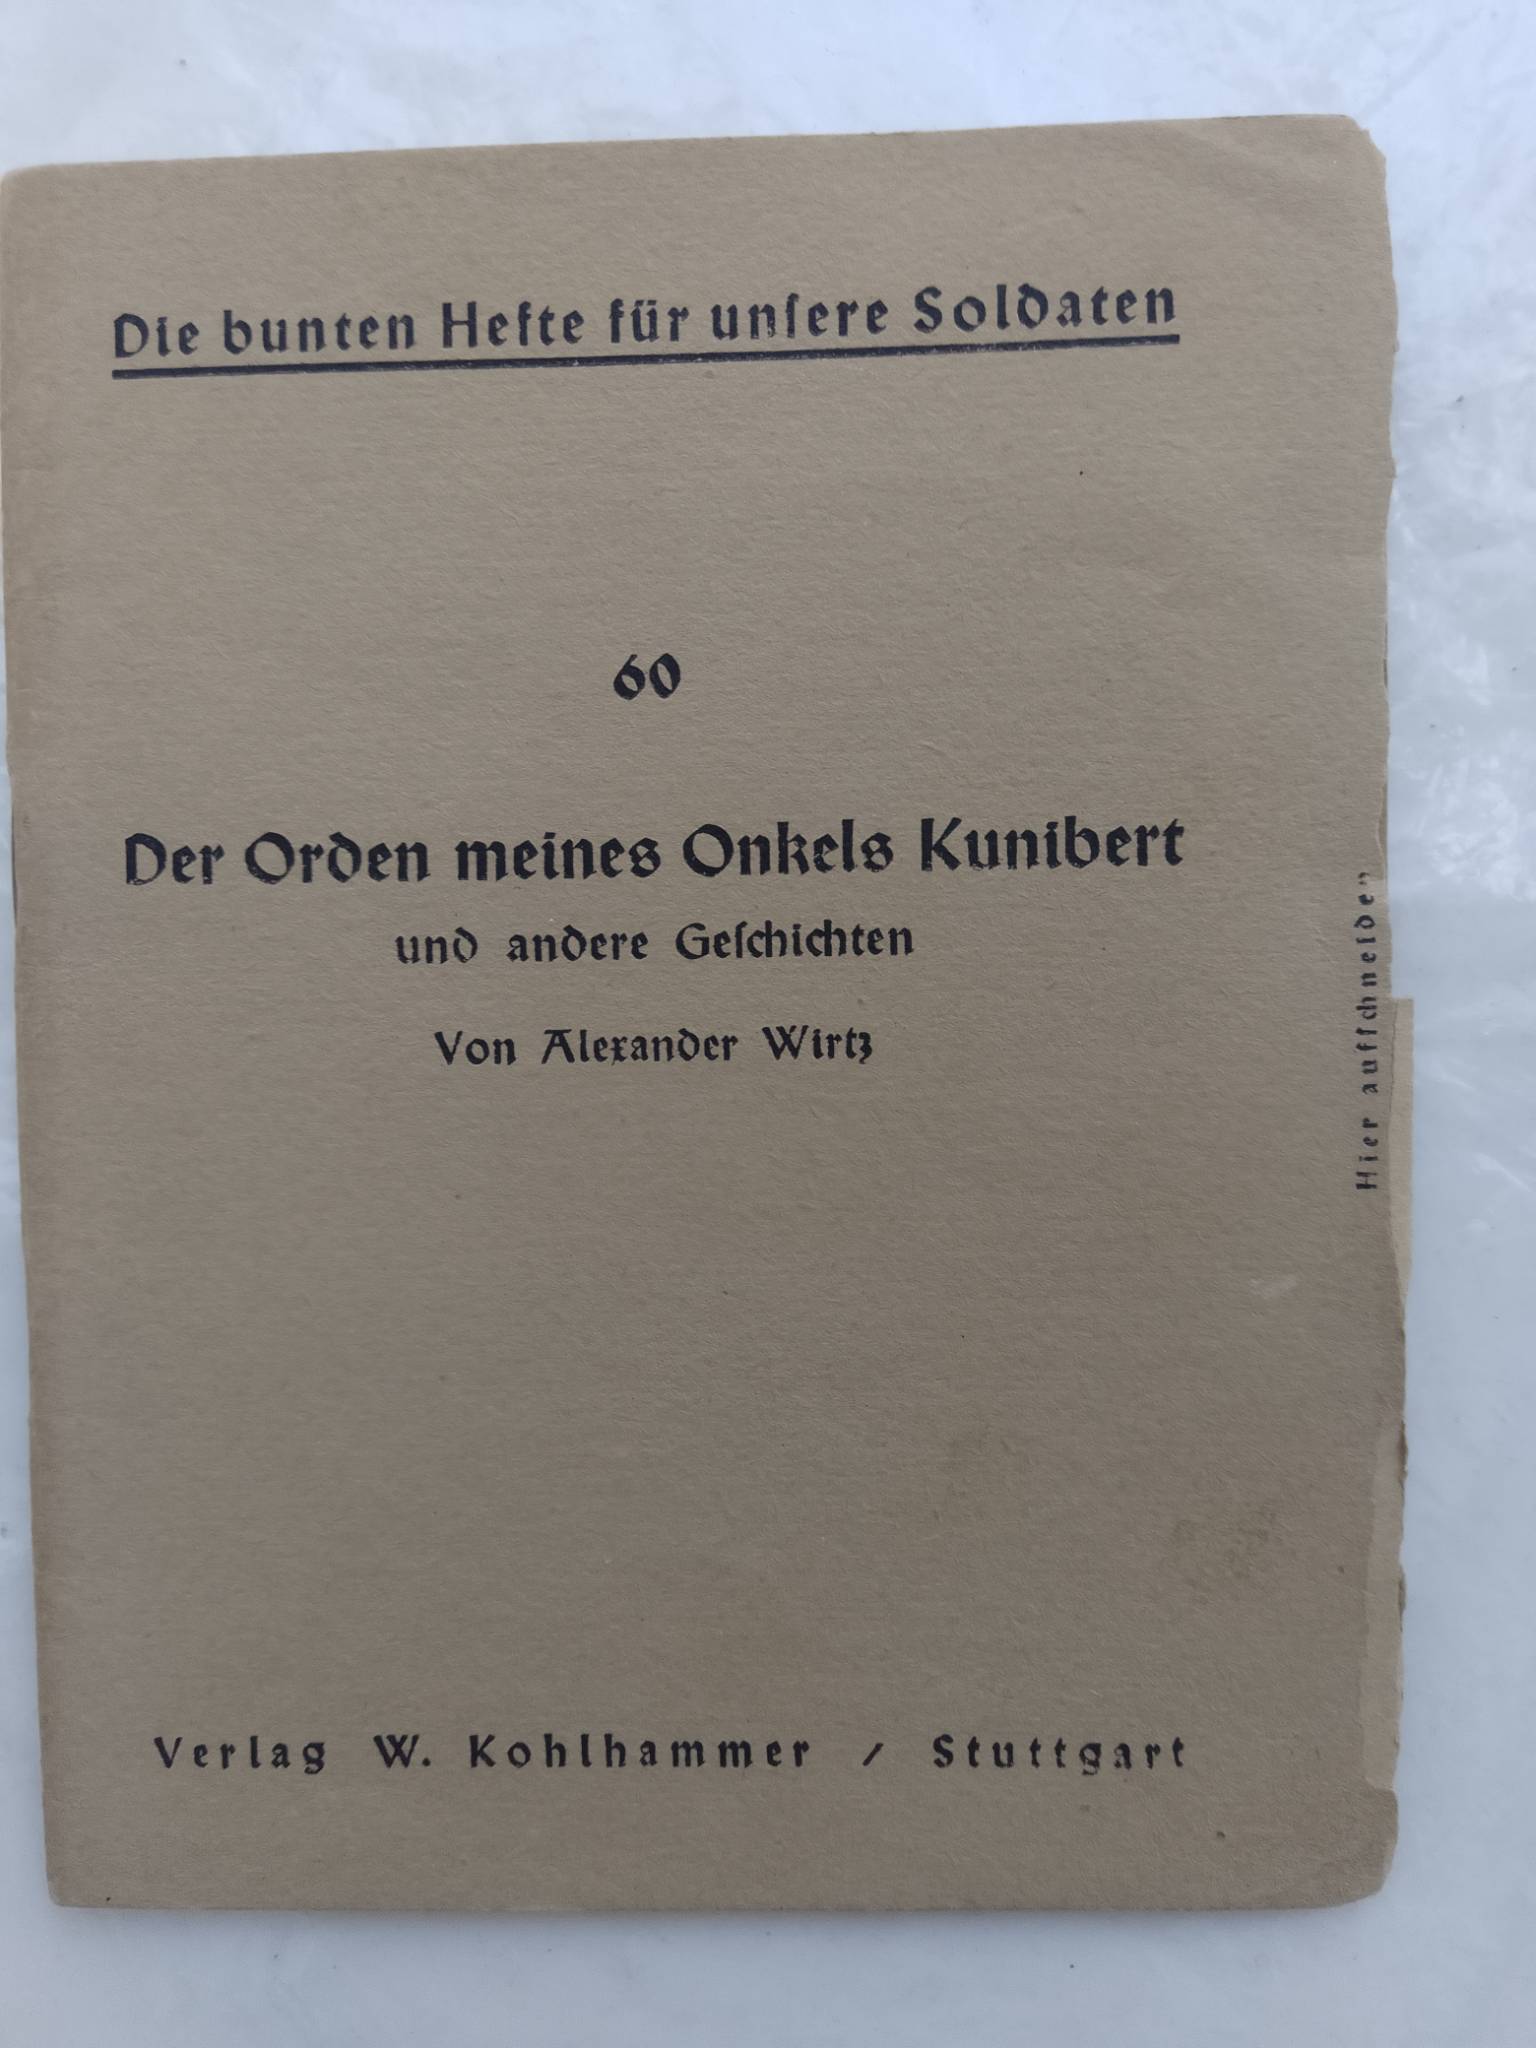 Die bunten Hefte für unſere Soldaten
60
Der Orden meines Onkels Kunibert
und andere Geſchichten
Von Alexander Wirtz
Hier aufſchneiden
Verlag W. Kohlhammer / Stuttgart